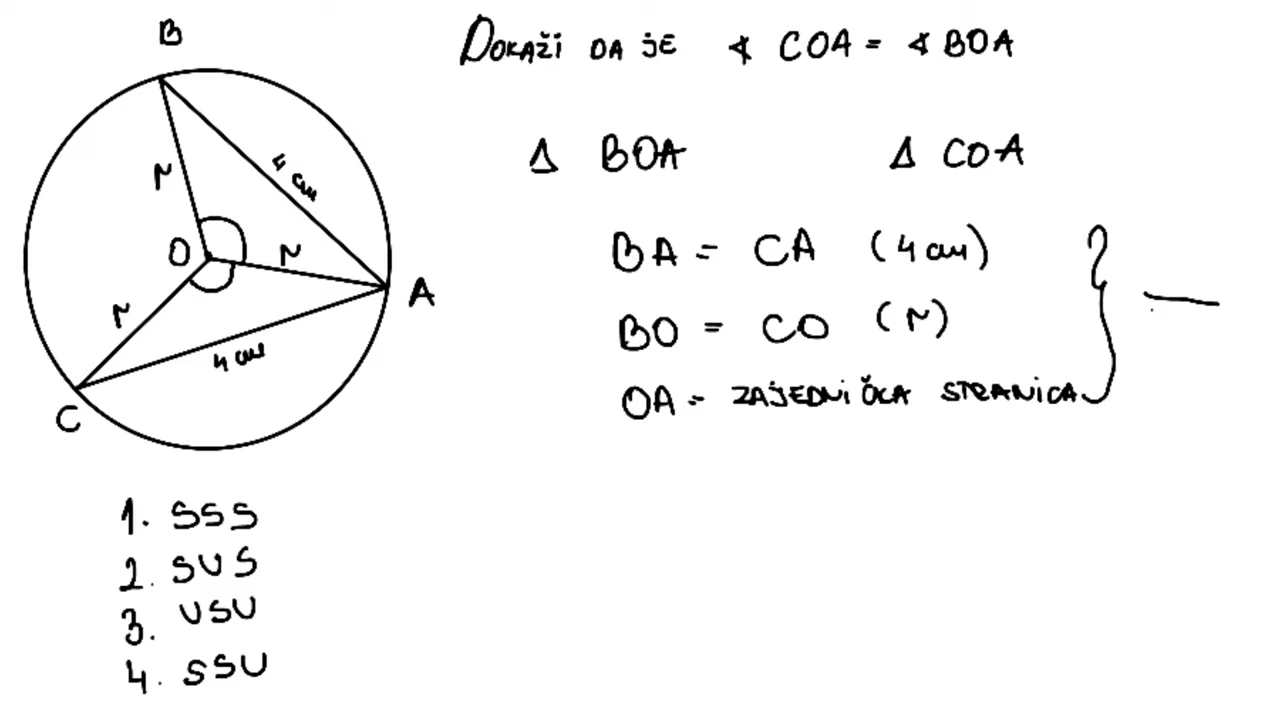 B
DOKAŽI DA JE ∢ COA = ∢ BOA
4 cm
r
Δ BOA Δ COA
O
r
BA = CA (4 cm)
A
r
BO = CO (r)
4 cm
OA = ZAJEDNIČKA STRANICA
C
1. SSS
2. SUS
3. USU
4. SSU